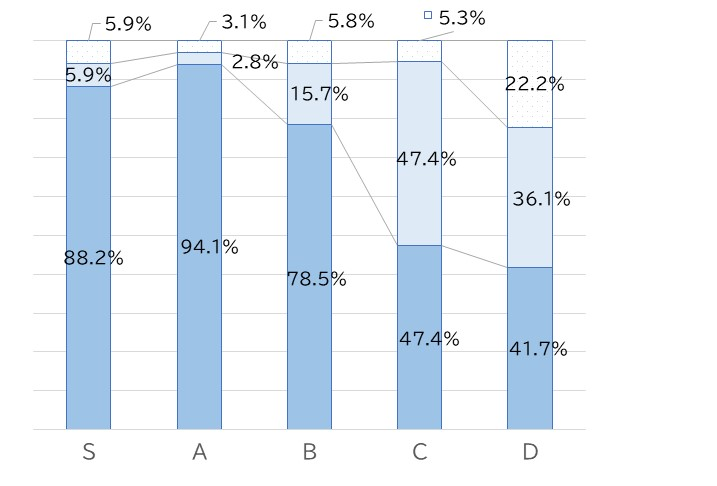 5.9% 3.1% 5.8% 5.3%
5.9% 2.8% 15.7% 47.4% 22.2%
36.1%
88.2% 94.1% 78.5% 47.4% 41.7%
S A B C D